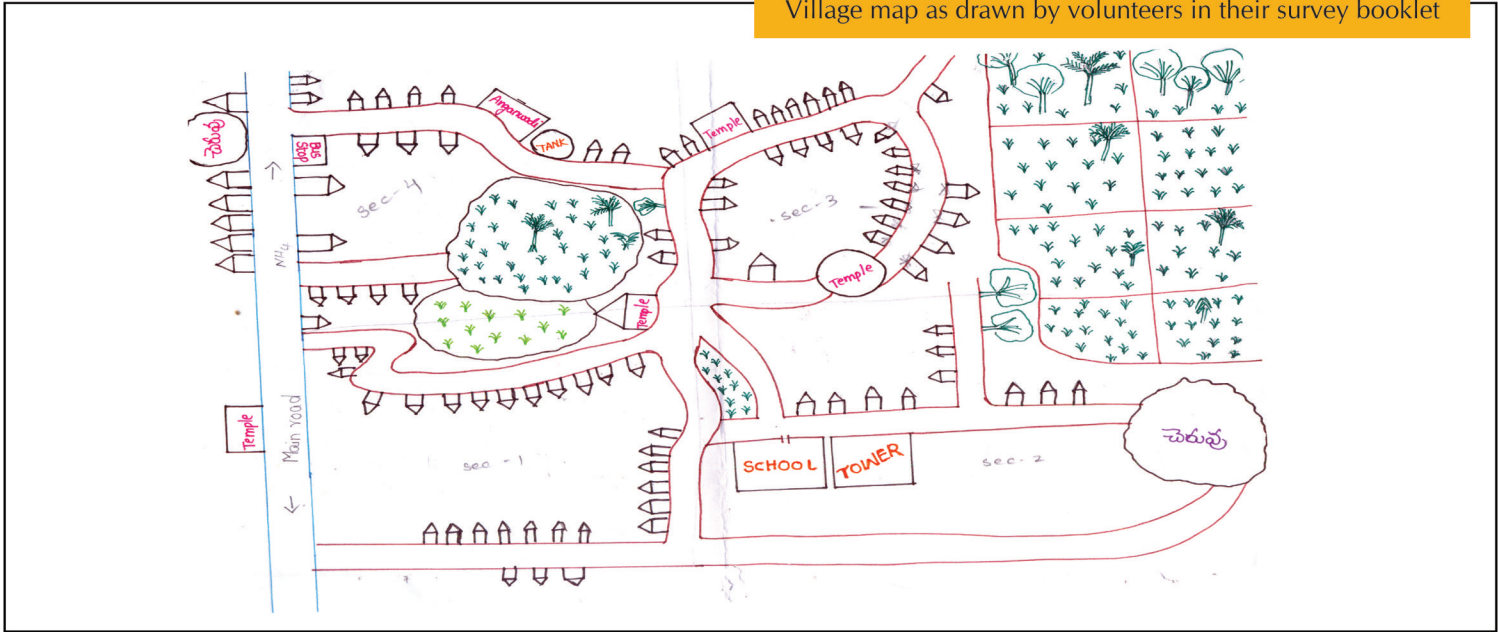 Village map as drawn by volunteers in their survey booklet
చెరువు
Bus
Stop
Anganwadi
TANK
Temple
sec-4
sec-3
Temple
Temple
Temple
Main road
sec-1
SCHOOL
TOWER
sec-2
చెరువు